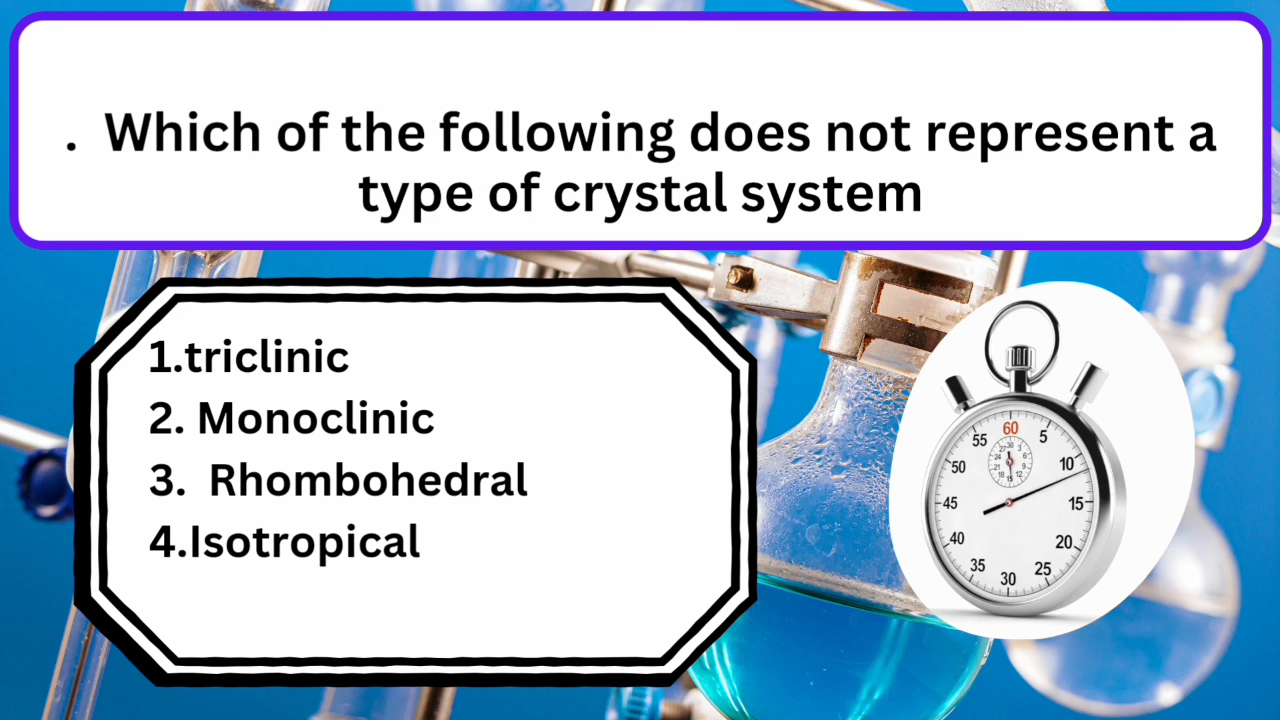 .  Which of the following does not represent a
type of crystal system
1.triclinic
2. Monoclinic
3.  Rhombohedral
4.Isotropical
60
55
5
50
10
45
15
40
20
35
25
30